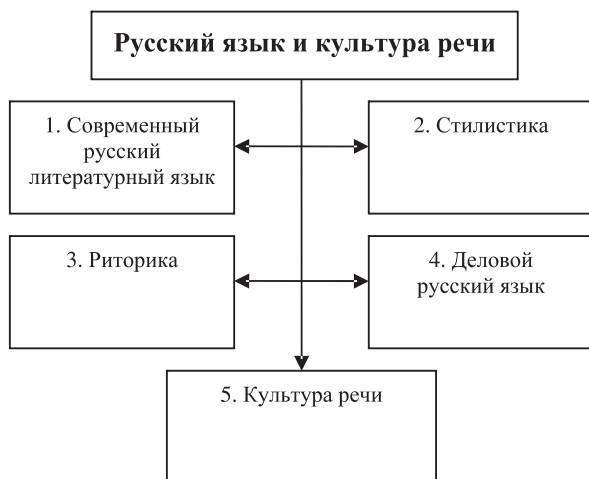 Русский язык и культура речи
1. Современный
русский
литературный язык
2. Стилистика
3. Риторика
4. Деловой
русский язык
5. Культура речи